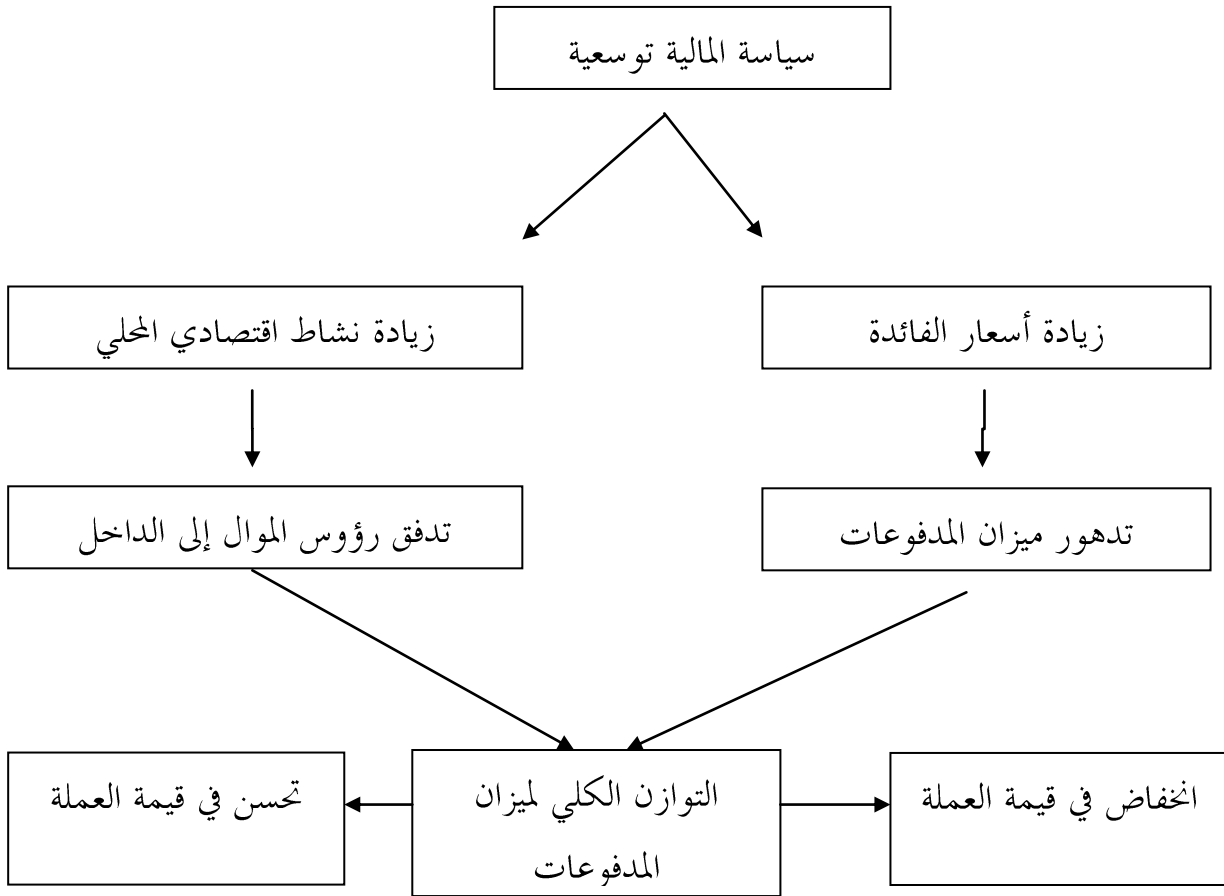 سياسة المالية توسعية
زيادة أسعار الفائدة
زيادة نشاط اقتصادي المحلي
تدهور ميزان المدفوعات
تدفق رؤوس الموال إلى الداخل
انخفاض في قيمة العملة
التوازن الكلي لميزان
المدفوعات
تحسن في قيمة العملة